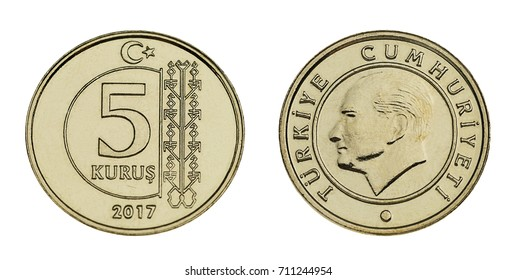 5
KURUŞ
2017
TÜRKİYE CUMHURİYETİ
shutterstock.com · 711244954